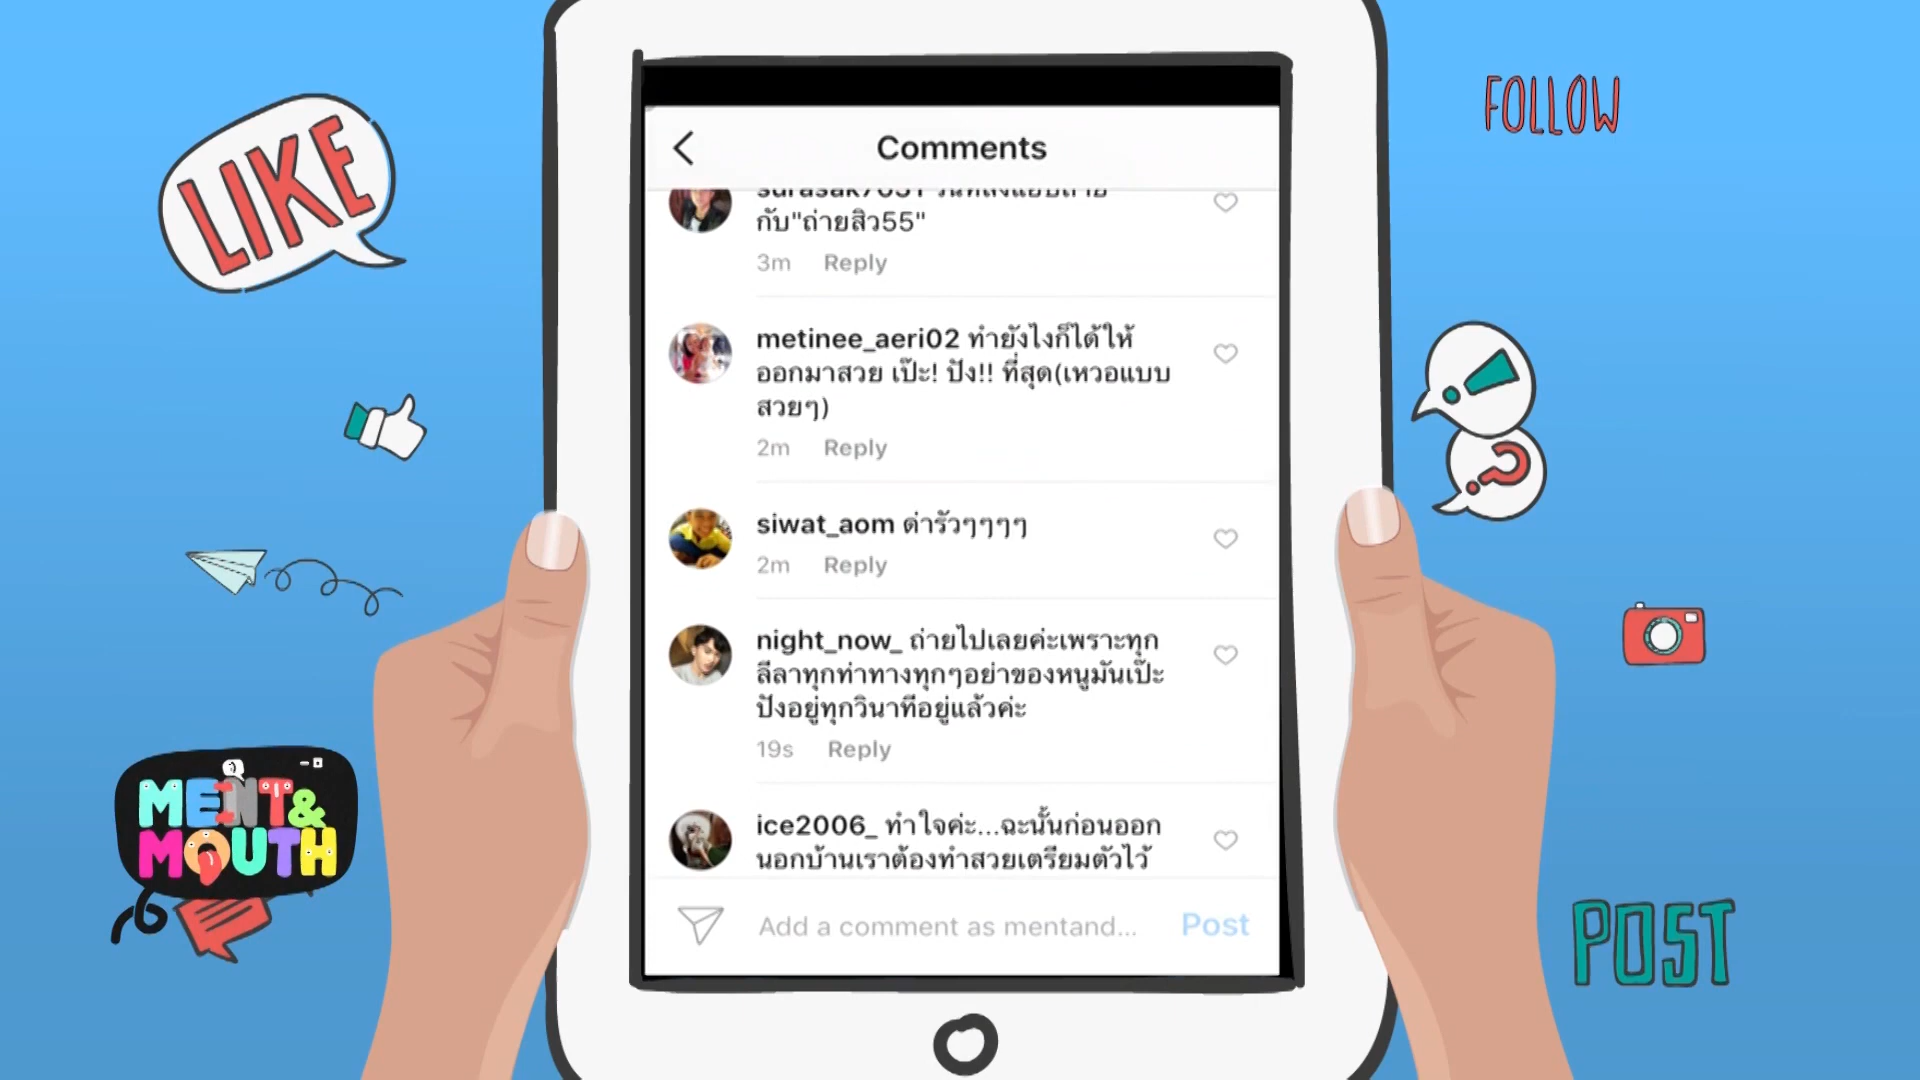 LIKE
FOLLOW
Comments
กับ"ถ่ายสิว55"
3m Reply
metinee_aeri02 ทำยังไงก็ได้ให้
ออกมาสวย เป๊ะ! ปัง!! ที่สุด(เหวอแบบ
สวยๆ)
2m Reply
siwat_aom ด่ารัวๆๆๆๆ
2m Reply
night_now_ ถ่ายไปเลยค่ะเพราะทุก
ลีลาทุกท่าทางทุกๆอย่าของหนูมันเป๊ะ
ปังอยู่ทุกวินาทีอยู่แล้วค่ะ
19s Reply
ice2006_ ทำใจค่ะ...ฉะนั้นก่อนออก
นอกบ้านเราต้องทำสวยเตรียมตัวไว้
Add a comment as mentand... Post
MENT&
MOUTH
POST